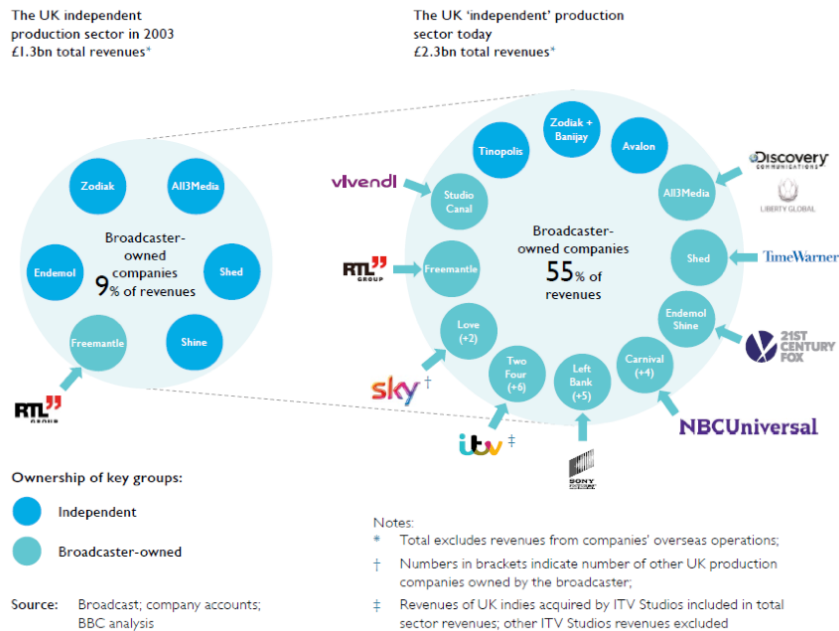 The UK independent
production sector in 2003
£1.3bn total revenues*
The UK ‘independent’ production
sector today
£2.3bn total revenues*
Zodiak
All3Media
Endemol
Broadcaster-
owned
companies
9% of revenues
Shed
Freemantle
Shine
RTL
GROUP
Tinopolis
Zodiak +
Banijay
Avalon
vivendi
Studio
Canal
All3Media
Discovery
COMMUNICATIONS
LIBERTY GLOBAL
RTL
GROUP
Freemantle
Broadcaster-
owned companies
55% of
revenues
Shed
TimeWarner
Love
(+2)
Endemol
Shine
21ST
CENTURY
FOX
Two
Four
(+6)
Left
Bank
(+5)
Carnival
(+4)
sky †
itv ‡
SONY
NBCUniversal
Ownership of key groups:
Independent
Broadcaster-owned
Source: Broadcast; company accounts;
BBC analysis
Notes:
* Total excludes revenues from companies’ overseas operations;
† Numbers in brackets indicate number of other UK production
companies owned by the broadcaster;
‡ Revenues of UK indies acquired by ITV Studios included in total
sector revenues; other ITV Studios revenues excluded